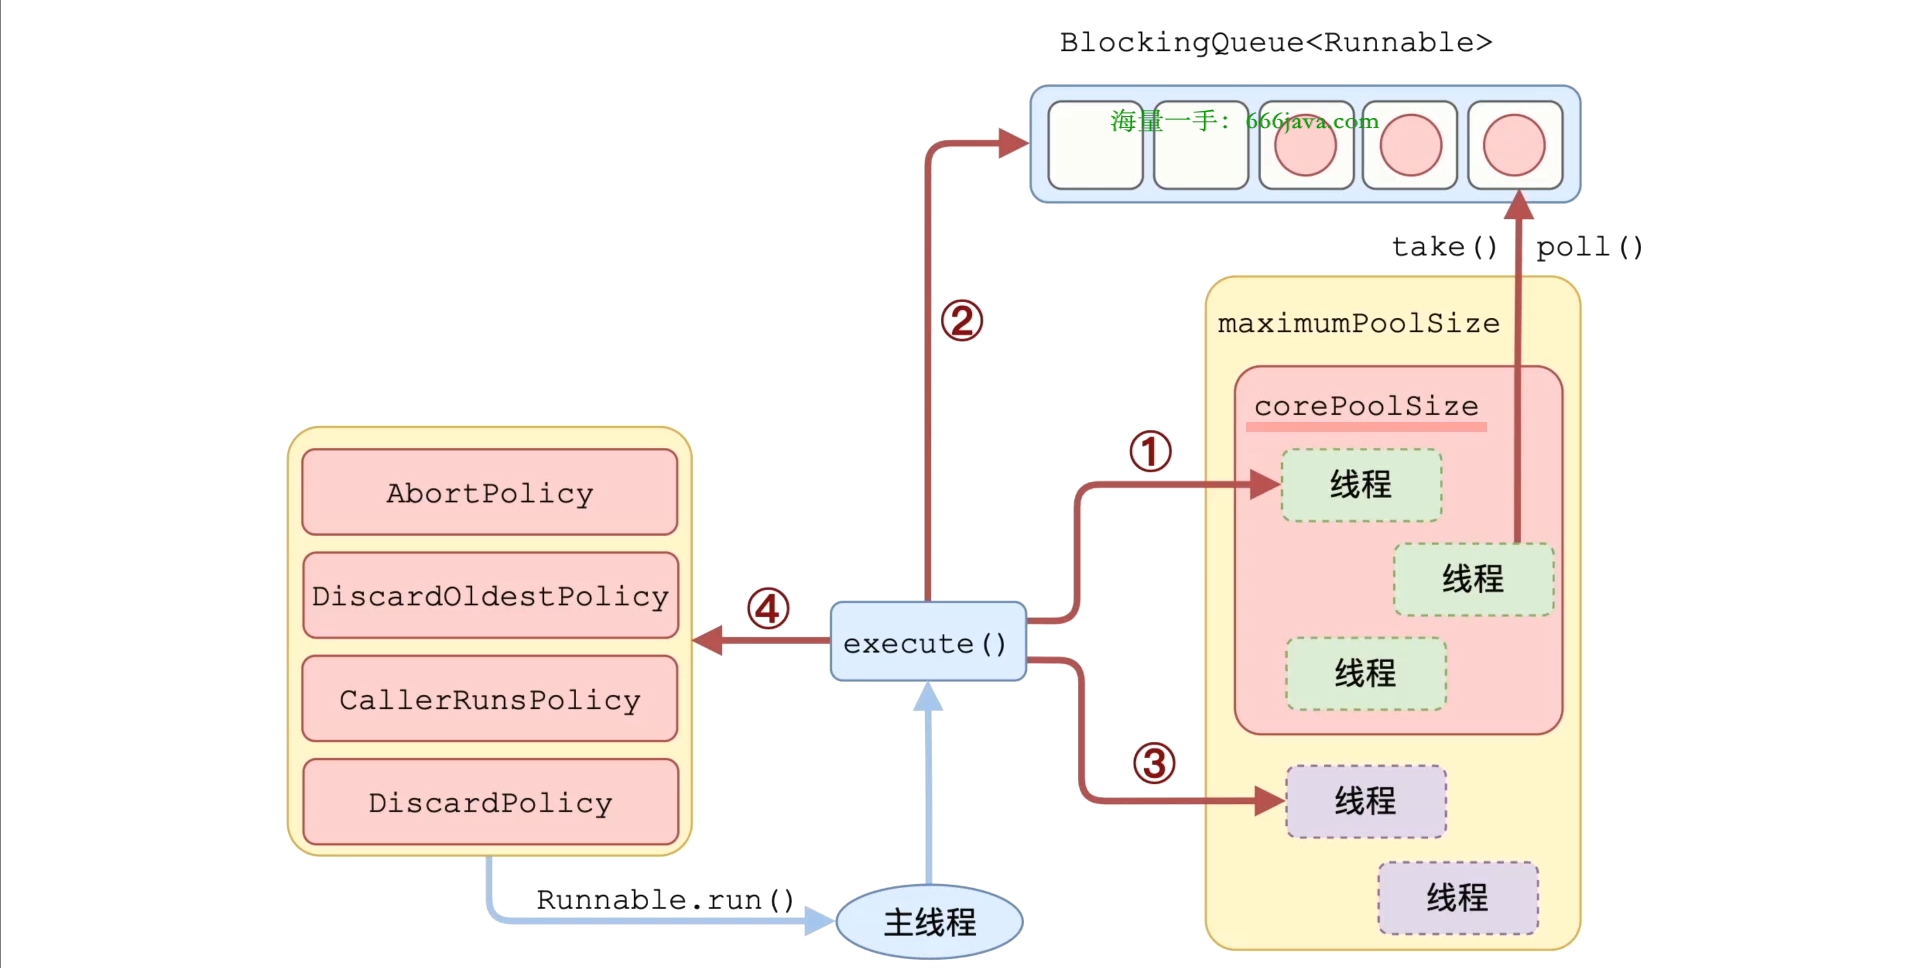 BlockingQueue<Runnable>
海量一手：666java.com
take() poll()
②
maximumPoolSize
corePoolSize
①
线程
线程
线程
③
线程
线程
AbortPolicy
DiscardOldestPolicy
CallerRunsPolicy
DiscardPolicy
④
execute()
Runnable.run()
主线程